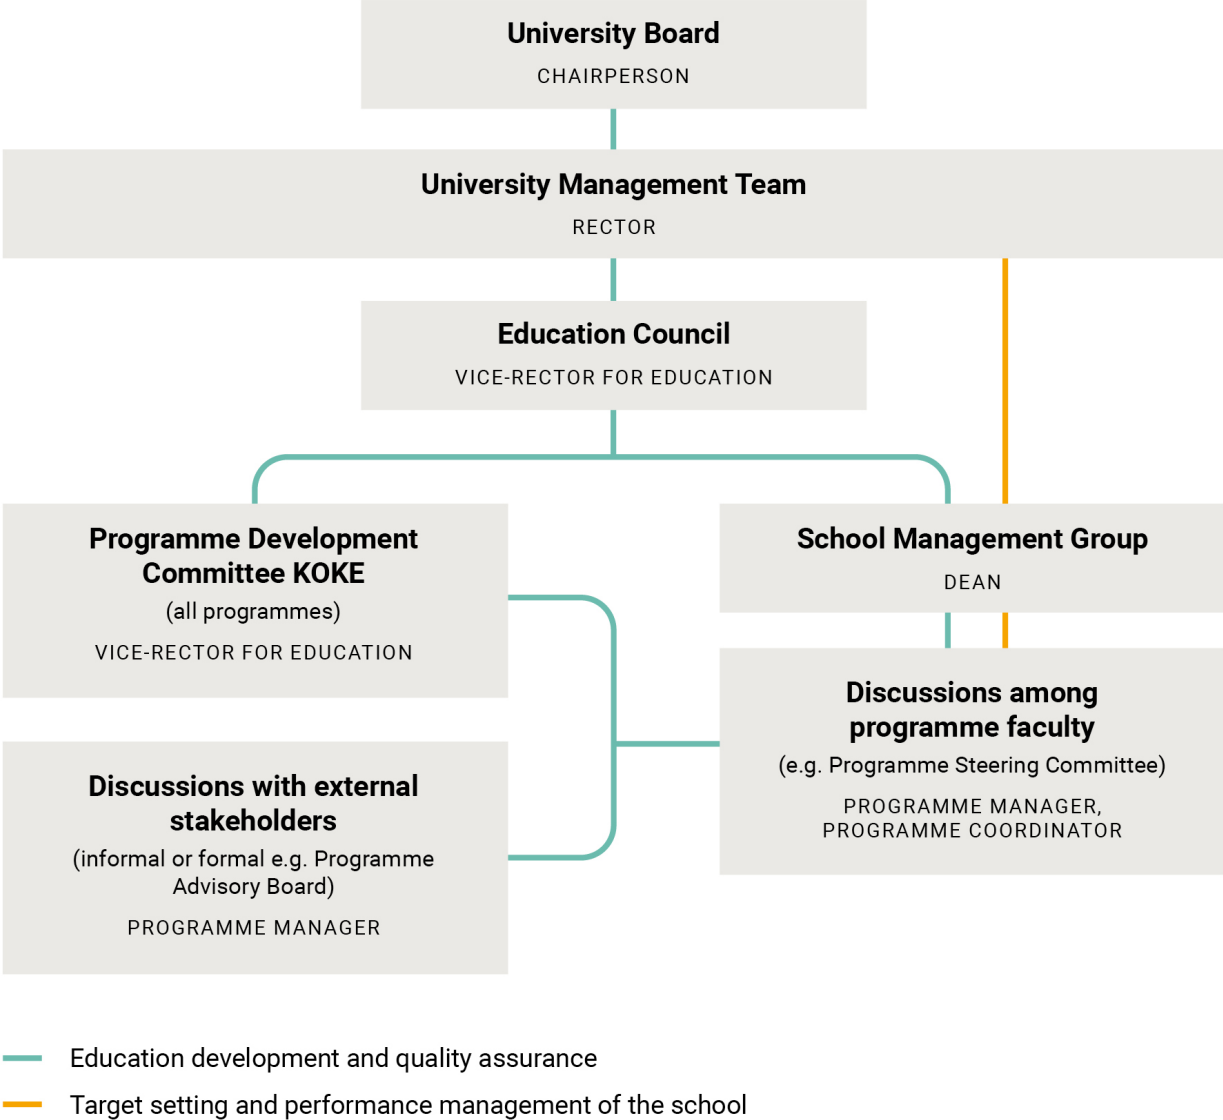 University Board
CHAIRPERSON
University Management Team
RECTOR
Education Council
VICE-RECTOR FOR EDUCATION
Programme Development
Committee KOKE
(all programmes)
VICE-RECTOR FOR EDUCATION
School Management Group
DEAN
Discussions among
programme faculty
(e.g. Programme Steering Committee)
PROGRAMME MANAGER,
PROGRAMME COORDINATOR
Discussions with external
stakeholders
(informal or formal e.g. Programme
Advisory Board)
PROGRAMME MANAGER
Education development and quality assurance
Target setting and performance management of the school